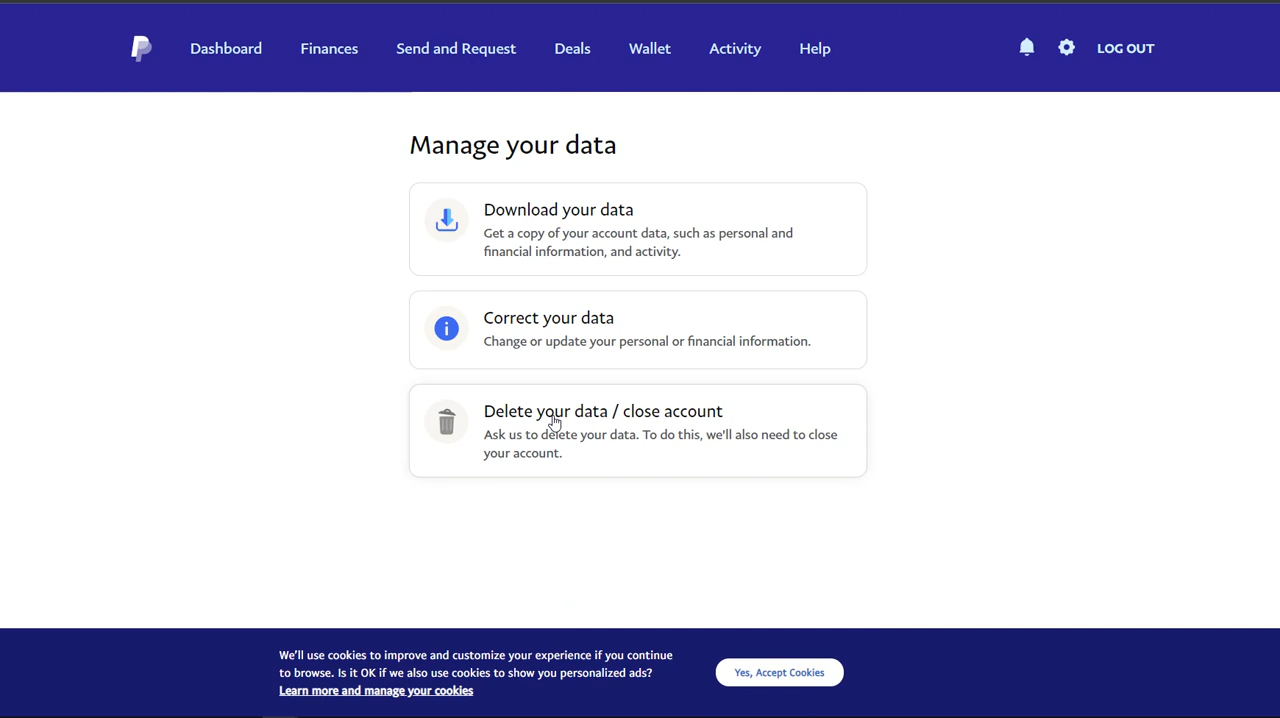 Dashboard Finances Send and Request Deals Wallet Activity Help LOG OUT
Manage your data
Download your data
Get a copy of your account data, such as personal and
financial information, and activity.
Correct your data
Change or update your personal or financial information.
Delete your data / close account
Ask us to delete your data. To do this, we'll also need to close
your account.
We'll use cookies to improve and customize your experience if you continue
to browse. Is it OK if we also use cookies to show you personalized ads?
Learn more and manage your cookies
Yes, Accept Cookies